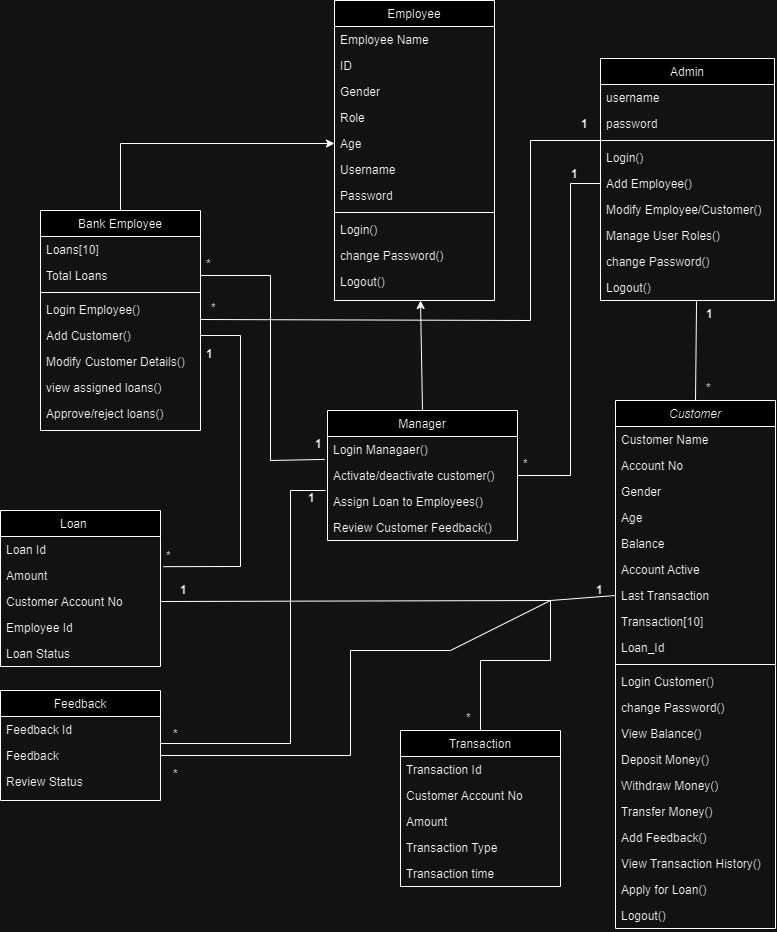 Employee
Employee Name
ID
Gender
Role
Age
Username
Password
Login()
change Password()
Logout()
Admin
username
password
Login()
Add Employee()
Modify Employee/Customer()
Manage User Roles()
change Password()
Logout()
1
1
1
*
Bank Employee
Loans[10]
Total Loans
Login Employee()
Add Customer()
Modify Customer Details()
view assigned loans()
Approve/reject loans()
*
*
1
Manager
Login Managaer()
Activate/deactivate customer()
Assign Loan to Employees()
Review Customer Feedback()
1
1
*
Customer
Customer Name
Account No
Gender
Age
Balance
Account Active
Last Transaction
Transaction[10]
Loan_Id
Login Customer()
change Password()
View Balance()
Deposit Money()
Withdraw Money()
Transfer Money()
Add Feedback()
View Transaction History()
Apply for Loan()
Logout()
1
Loan
Loan Id
Amount
Customer Account No
Employee Id
Loan Status
*
1
Feedback
Feedback Id
Feedback
Review Status
*
*
*
Transaction
Transaction Id
Customer Account No
Amount
Transaction Type
Transaction time